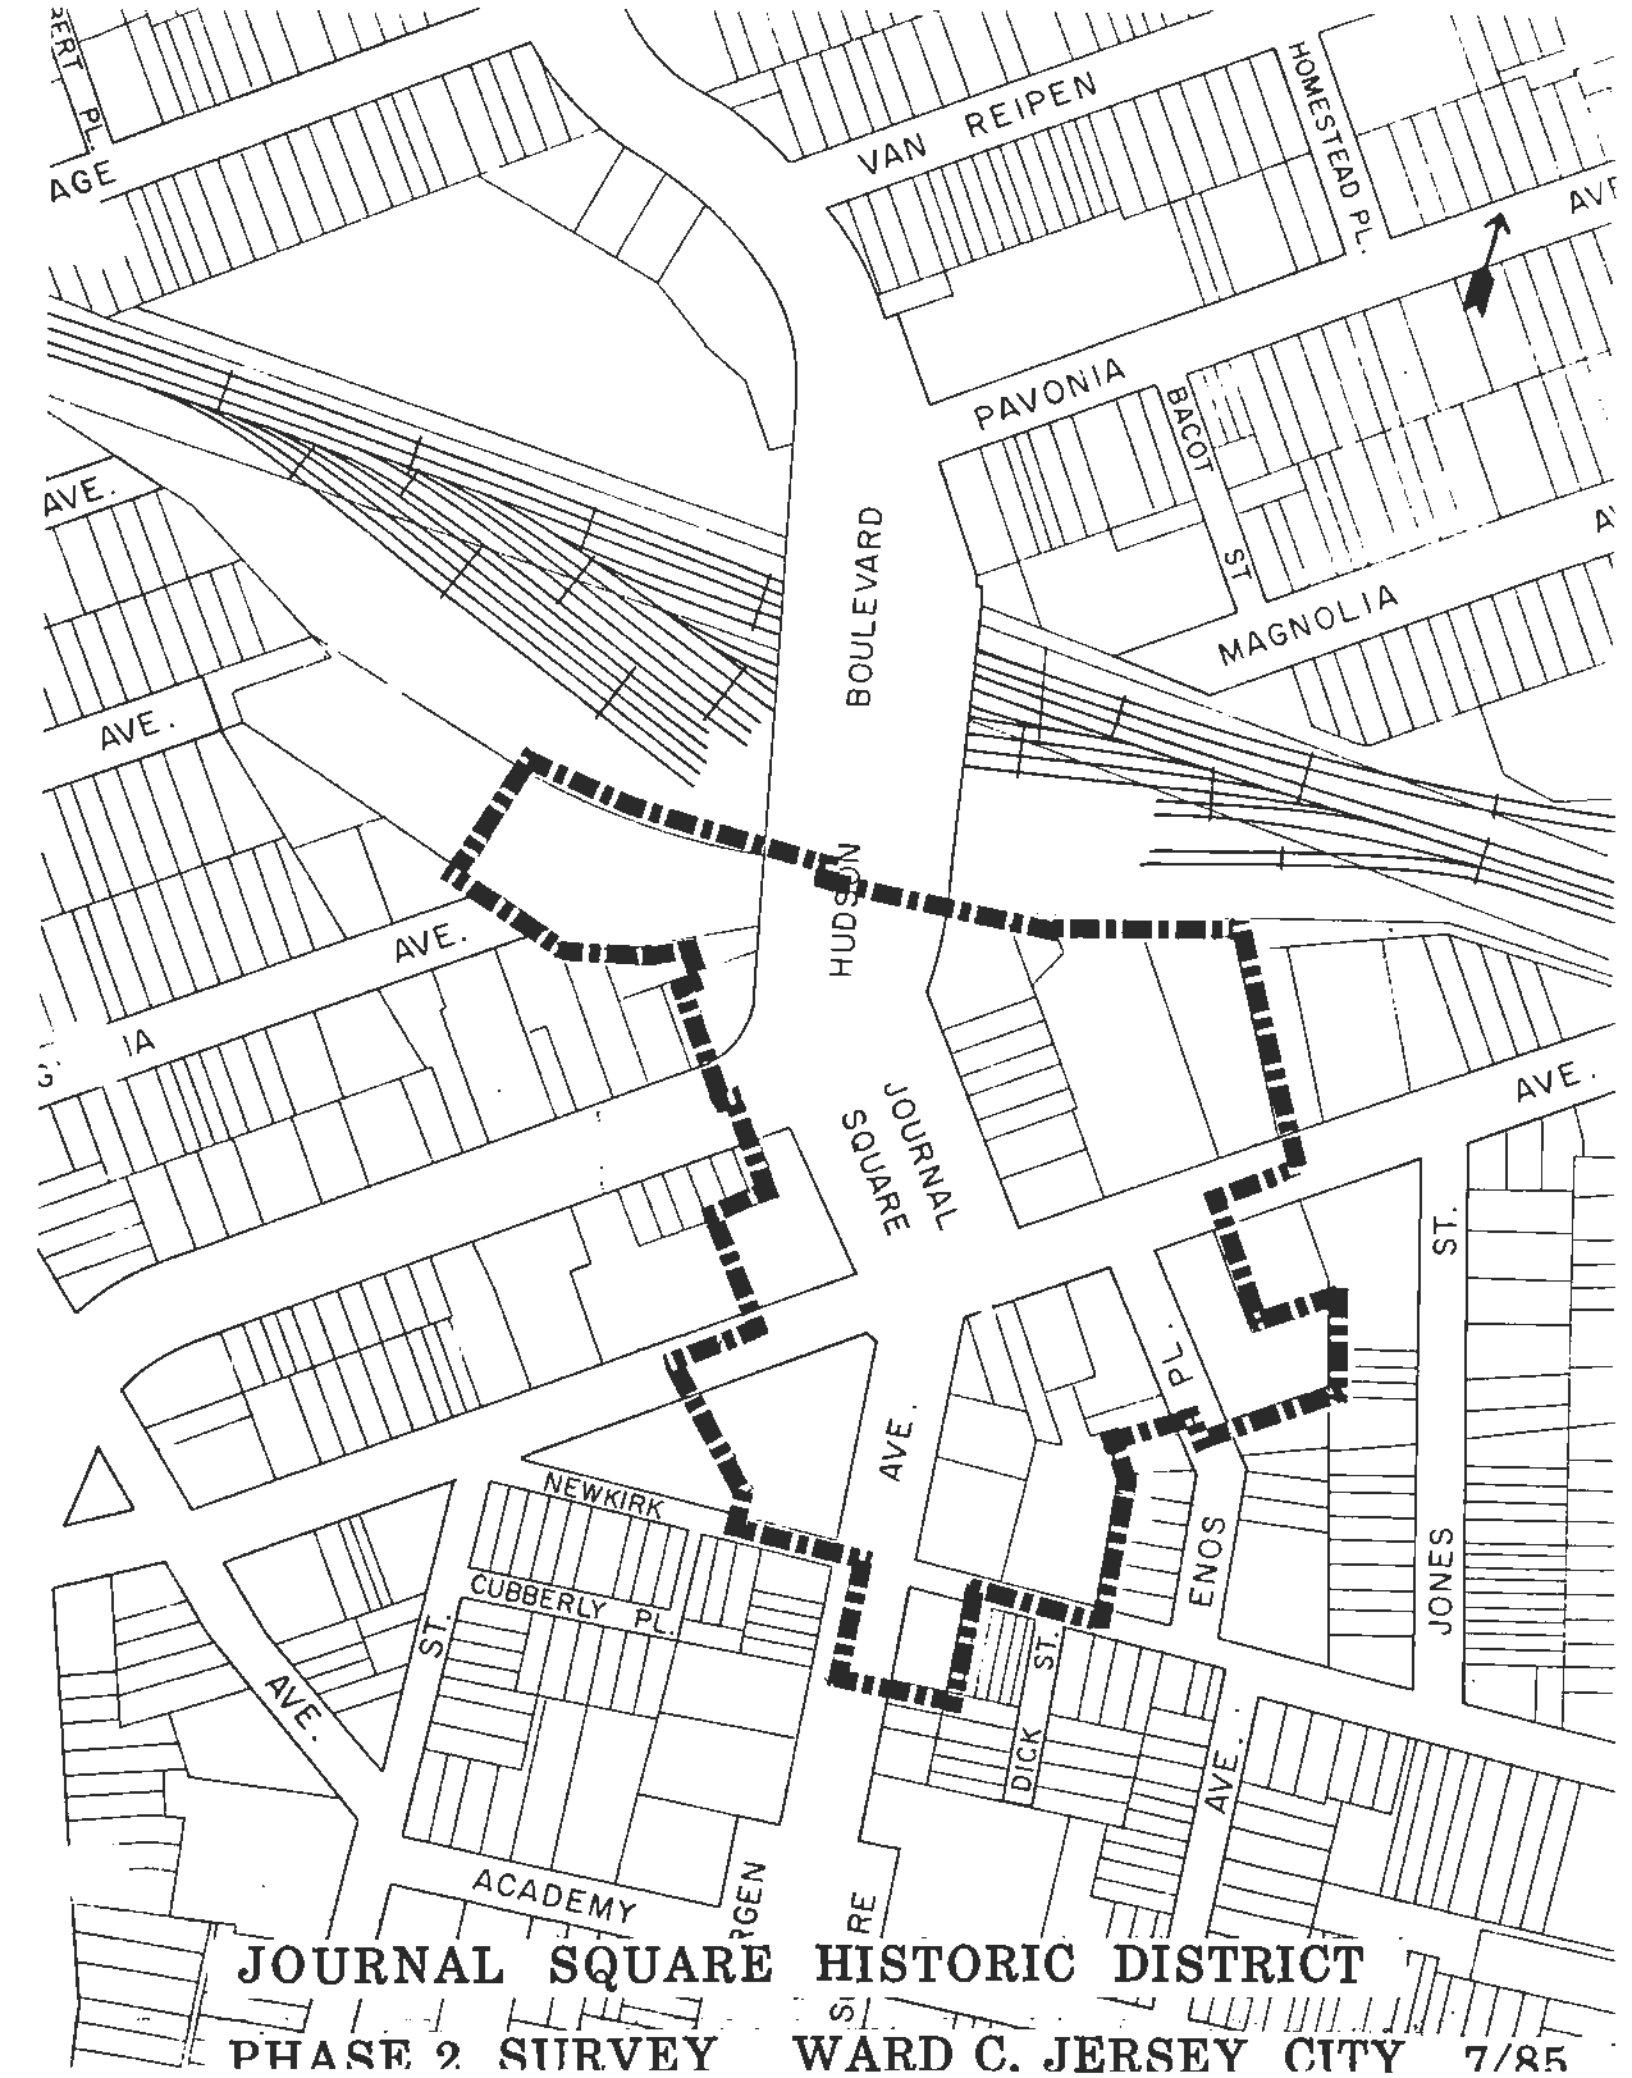 PL.
AGE
VAN REIPEN
HOMESTEAD PL.
PAVONIA
BACOT
ST
MAGNOLIA
AVE.
AVE.
BOULEVARD
HUDSON
AVE.
IA
JOURNAL
SQUARE
AVE.
ST.
PL.
AVE.
NEWKIRK
CUBBERLY PL.
ST.
AVE.
ENOS
JONES
ST.
DICK
AVE.
ACADEMY
RGEN
RE
JOURNAL SQUARE HISTORIC DISTRICT
PHASE 2 SURVEY WARD C. JERSEY CITY 7/85